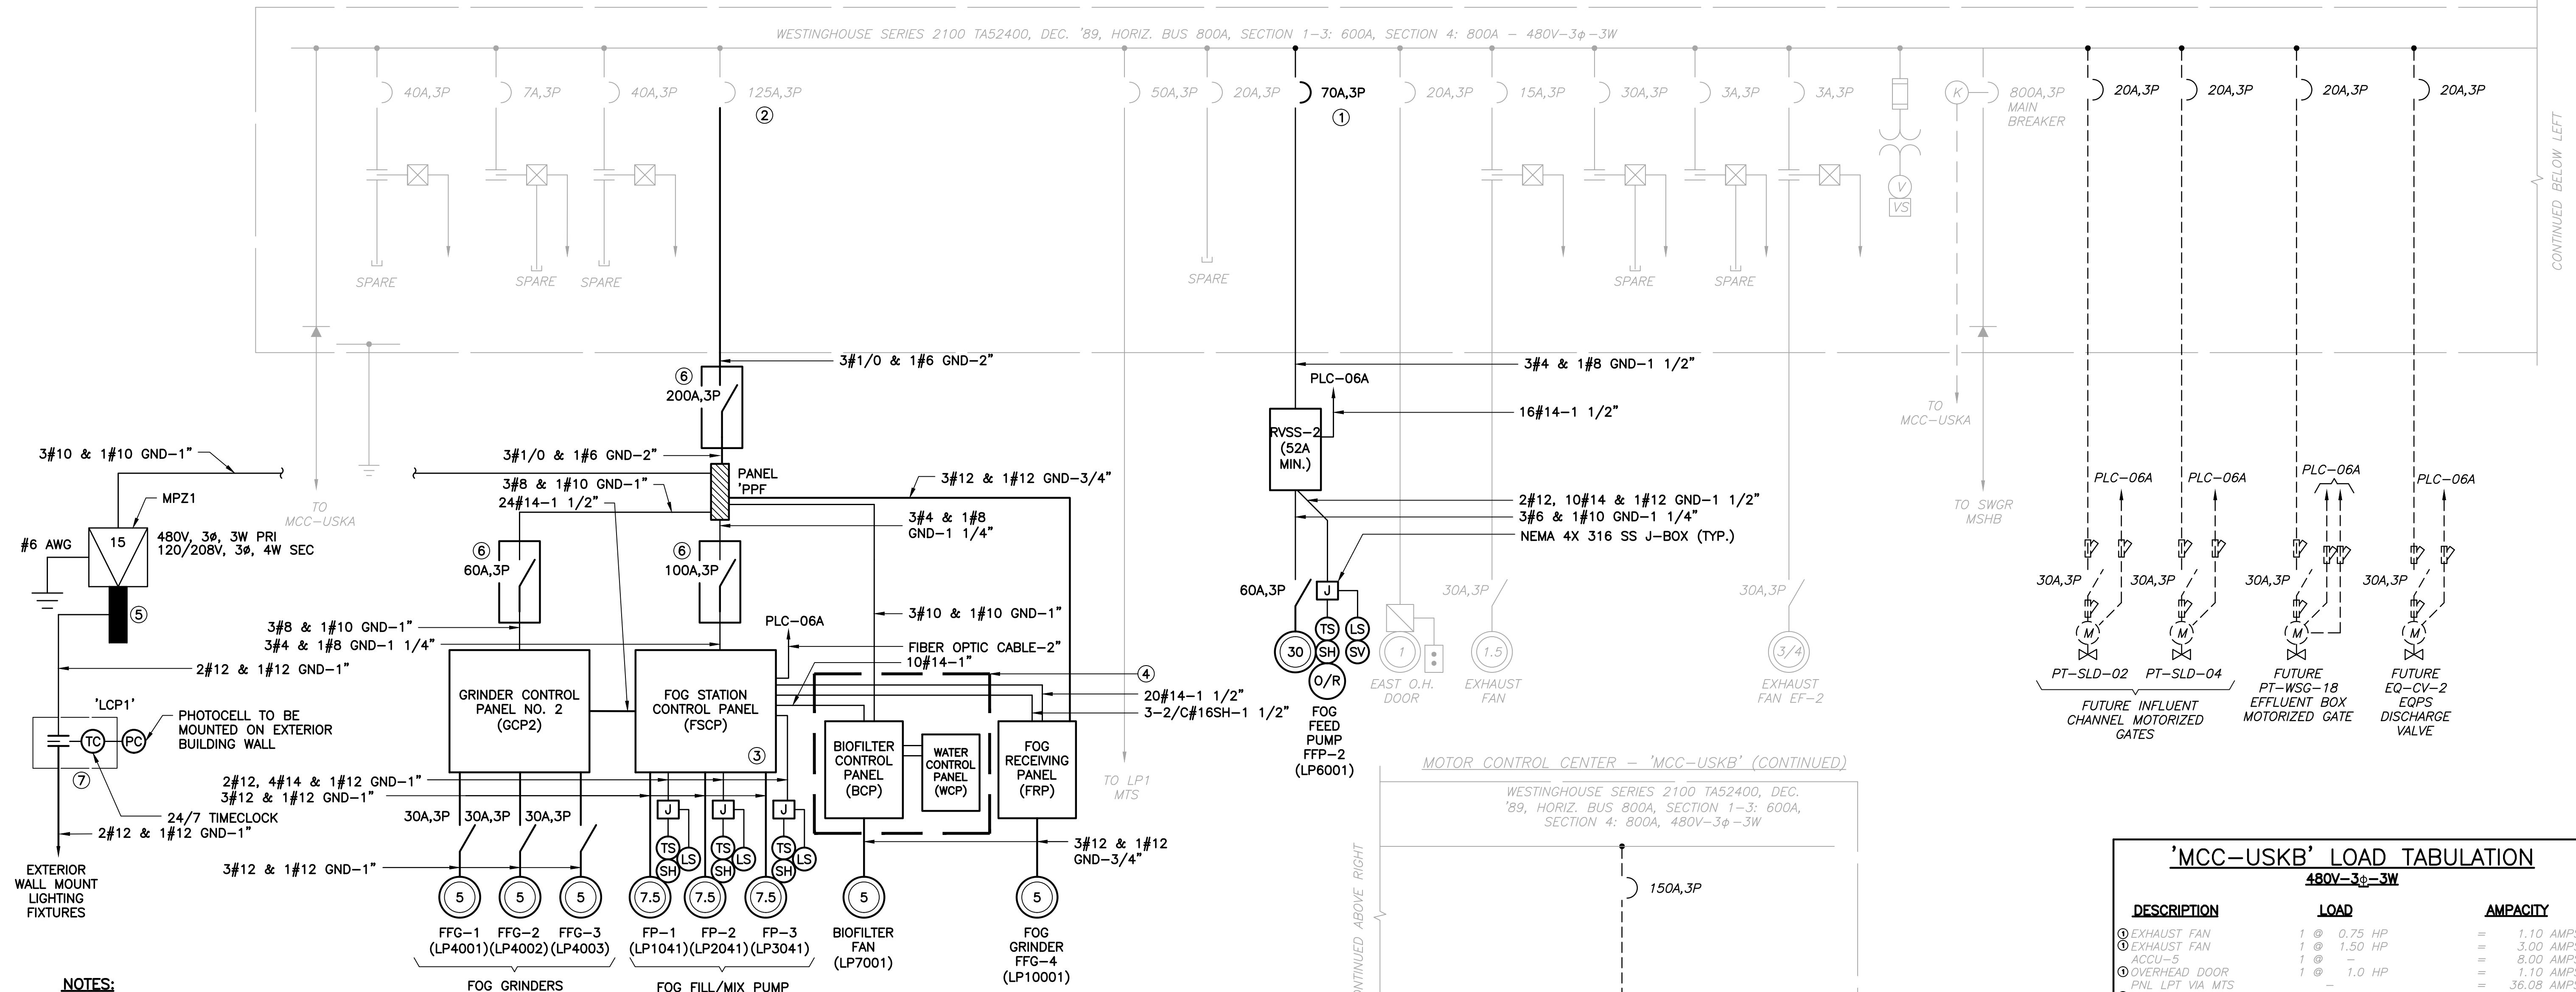 WESTINGHOUSE SERIES 2100 TA52400, DEC. '89, HORIZ. BUS 800A, SECTION 1-3: 600A, SECTION 4: 800A - 480V-3ϕ-3W
40A,3P
7A,3P
40A,3P
125A,3P
②
50A,3P
20A,3P
70A,3P
①
20A,3P
15A,3P
30A,3P
3A,3P
3A,3P
K
800A,3P
MAIN
BREAKER
20A,3P
20A,3P
20A,3P
20A,3P
V
VS
CONTINUED BELOW LEFT
SPARE
SPARE
SPARE
SPARE
SPARE
SPARE
3#1/0 & 1#6 GND-2"
⑥
200A,3P
3#4 & 1#8 GND-1 1/2"
PLC-06A
16#14-1 1/2"
RVSS-2
(52A
MIN.)
TO
MCC-USKA
3#10 & 1#10 GND-1"
3#1/0 & 1#6 GND-2"
PANEL
'PPF
3#8 & 1#10 GND-1"
24#14-1 1/2"
3#12 & 1#12 GND-3/4"
MPZ1
TO
MCC-USKA
3#4 & 1#8
GND-1 1/4"
2#12, 10#14 & 1#12 GND-1 1/2"
3#6 & 1#10 GND-1 1/4"
NEMA 4X 316 SS J-BOX (TYP.)
TO SWGR
MSHB
PLC-06A
PLC-06A
PLC-06A
PLC-06A
#6 AWG
15
480V, 3ø, 3W PRI
120/208V, 3ø, 4W SEC
⑥
60A,3P
⑥
100A,3P
⑤
60A,3P
J
30A,3P
30A,3P
30A,3P
30A,3P
30A,3P
30A,3P
3#10 & 1#10 GND-1"
3#8 & 1#10 GND-1"
3#4 & 1#8 GND-1 1/4"
PLC-06A
FIBER OPTIC CABLE-2"
10#14-1"
④
20#14-1 1/2"
3-2/C#16SH-1 1/2"
2#12 & 1#12 GND-1"
30
TS
SH
O/R
LS
SV
1
1.5
3/4
M
M
M
M
EAST O.H.
DOOR
EXHAUST
FAN
EXHAUST
FAN EF-2
PT-SLD-02
PT-SLD-04
FUTURE INFLUENT
CHANNEL MOTORIZED
GATES
FUTURE
PT-WSG-18
EFFLUENT BOX
MOTORIZED GATE
FUTURE
EQ-CV-2
EQPS
DISCHARGE
VALVE
FOG
FEED
PUMP
FFP-2
(LP6001)
GRINDER CONTROL
PANEL NO. 2
(GCP2)
FOG STATION
CONTROL PANEL
(FSCP)
③
BIOFILTER
CONTROL
PANEL
(BCP)
WATER
CONTROL
PANEL
(WCP)
FOG
RECEIVING
PANEL
(FRP)
'LCP1'
TC
PC
PHOTOCELL TO BE
MOUNTED ON EXTERIOR
BUILDING WALL
⑦
24/7 TIMECLOCK
2#12 & 1#12 GND-1"
EXTERIOR
WALL MOUNT
LIGHTING
FIXTURES
2#12, 4#14 & 1#12 GND-1"
3#12 & 1#12 GND-1"
30A,3P
30A,3P
30A,3P
J
J
J
TS
SH
LS
TS
SH
LS
TS
SH
LS
3#12 & 1#12 GND-1"
3#12 & 1#12
GND-3/4"
TO LP1
MTS
5
5
5
7.5
7.5
7.5
5
5
FFG-1
(LP4001)
FFG-2
(LP4002)
FFG-3
(LP4003)
FP-1
(LP1041)
FP-2
(LP2041)
FP-3
(LP3041)
BIOFILTER
FAN
(LP7001)
FOG
GRINDER
FFG-4
(LP10001)
FOG GRINDERS
FOG FILL/MIX PUMP
NOTES:
MOTOR CONTROL CENTER - 'MCC-USKB' (CONTINUED)
WESTINGHOUSE SERIES 2100 TA52400, DEC.
'89, HORIZ. BUS 800A, SECTION 1-3: 600A,
SECTION 4: 800A, 480V-3ϕ-3W
ONTINUED ABOVE RIGHT
150A,3P
'MCC-USKB' LOAD TABULATION
480V-3ϕ-3W
DESCRIPTION LOAD AMPACITY
① EXHAUST FAN 1 @ 0.75 HP = 1.10 AMPS
① EXHAUST FAN 1 @ 1.50 HP = 3.00 AMPS
ACCU-5 1 @ - = 8.00 AMPS
① OVERHEAD DOOR 1 @ 1.0 HP = 1.10 AMPS
PNL LPT VIA MTS - = 36.08 AMPS